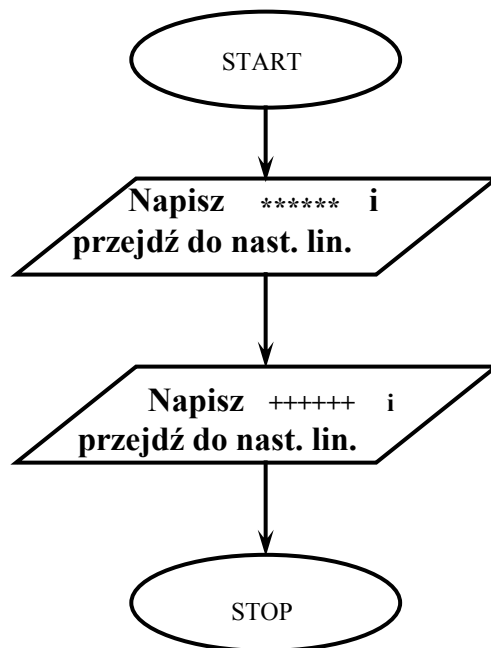 START
Napisz ****** i
przejdź do nast. lin.
Napisz ++++++ i
przejdź do nast. lin.
STOP